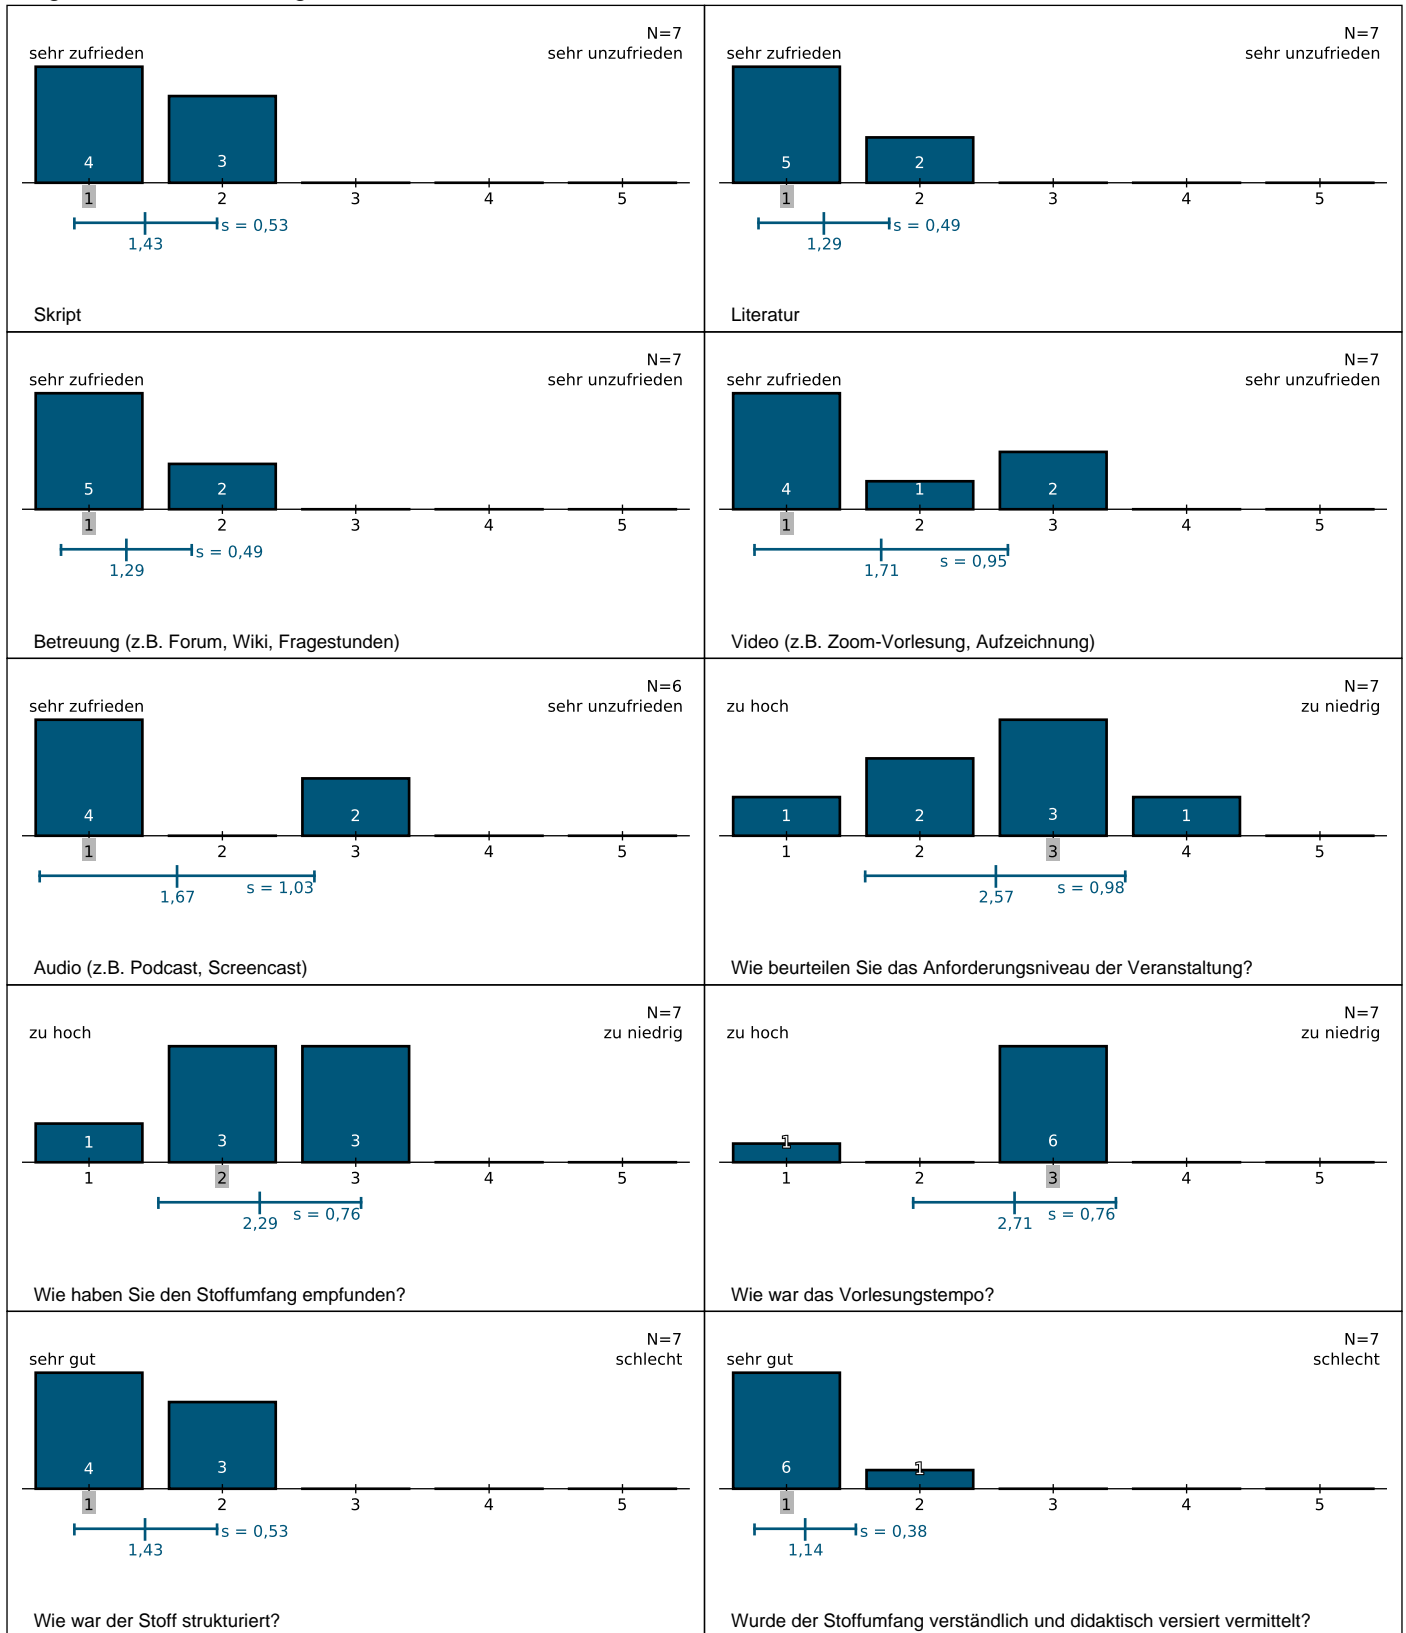 N=7
sehr zufrieden sehr unzufrieden
4 3
1 2 3 4 5
s = 0,53
1,43
Skript
N=7
sehr zufrieden sehr unzufrieden
5 2
1 2 3 4 5
s = 0,49
1,29
Literatur
N=7
sehr zufrieden sehr unzufrieden
5 2
1 2 3 4 5
s = 0,49
1,29
Betreuung (z.B. Forum, Wiki, Fragestunden)
N=7
sehr zufrieden sehr unzufrieden
4 1 2
1 2 3 4 5
s = 0,95
1,71
Video (z.B. Zoom-Vorlesung, Aufzeichnung)
N=6
sehr zufrieden sehr unzufrieden
4 2
1 2 3 4 5
s = 1,03
1,67
Audio (z.B. Podcast, Screencast)
N=7
zu hoch zu niedrig
1 2 3 1
1 2 3 4 5
s = 0,98
2,57
Wie beurteilen Sie das Anforderungsniveau der Veranstaltung?
N=7
zu hoch zu niedrig
1 3 3
1 2 3 4 5
s = 0,76
2,29
Wie haben Sie den Stoffumfang empfunden?
N=7
zu hoch zu niedrig
1 6
1 2 3 4 5
s = 0,76
2,71
Wie war das Vorlesungstempo?
N=7
sehr gut schlecht
4 3
1 2 3 4 5
s = 0,53
1,43
Wie war der Stoff strukturiert?
N=7
sehr gut schlecht
6 1
1 2 3 4 5
s = 0,38
1,14
Wurde der Stoffumfang verständlich und didaktisch versiert vermittelt?